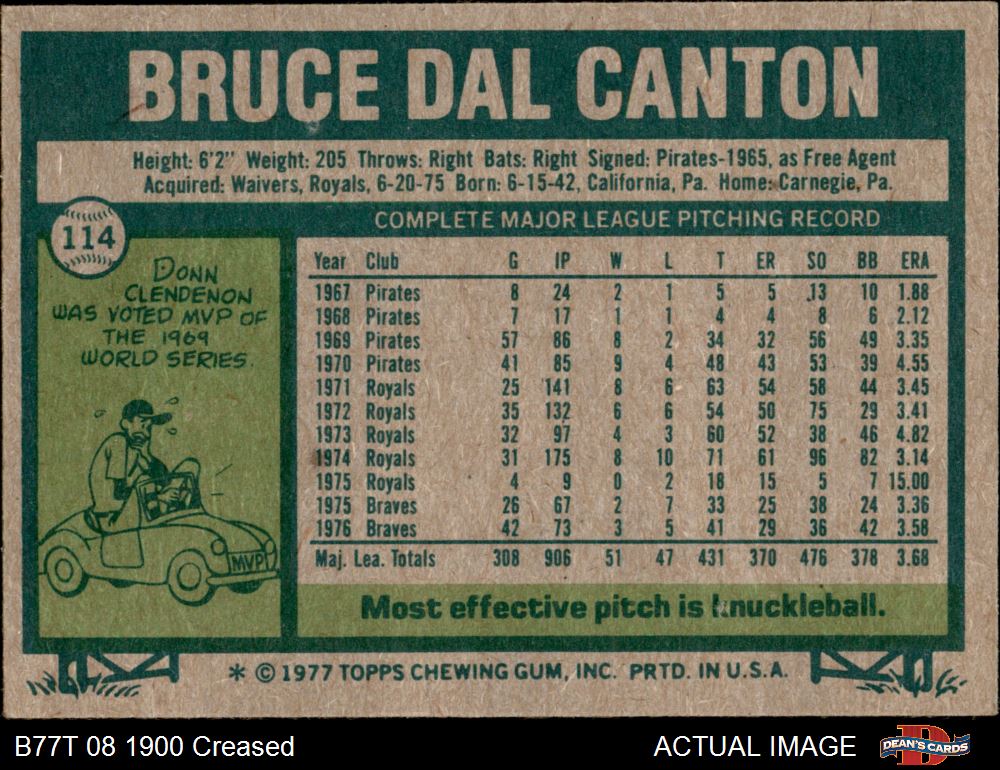 BRUCE DAL CANTON
Height: 6'2" Weight: 205 Throws: Right Bats: Right Signed: Pirates-1965, as Free Agent
Acquired: Waivers, Royals, 6-20-75 Born: 6-15-42, California, Pa. Home: Carnegie, Pa.
114
COMPLETE MAJOR LEAGUE PITCHING RECORD
DONN
CLENDENON
WAS VOTED MVP OF
THE 1969
WORLD SERIES.
MVP
Year Club G IP W L T ER SO BB ERA
1967 Pirates 8 24 2 1 5 5 13 10 1.88
1968 Pirates 7 17 1 1 4 4 8 6 2.12
1969 Pirates 57 86 8 2 34 32 56 49 3.35
1970 Pirates 41 85 9 4 48 43 53 39 4.55
1971 Royals 25 141 8 6 63 54 58 44 3.45
1972 Royals 35 132 6 6 54 50 75 29 3.41
1973 Royals 32 97 4 3 60 52 38 46 4.82
1974 Royals 31 175 8 10 71 61 96 82 3.14
1975 Royals 4 9 0 2 18 15 5 7 15.00
1975 Braves 26 67 2 7 33 25 38 24 3.36
1976 Braves 42 73 3 5 41 29 36 42 3.58
Maj. Lea. Totals 308 906 51 47 431 370 476 378 3.68
Most effective pitch is knuckleball.
* © 1977 TOPPS CHEWING GUM, INC. PRTD. IN U.S.A.
B77T 08 1900 Creased
ACTUAL IMAGE
D
DEAN'S CARDS